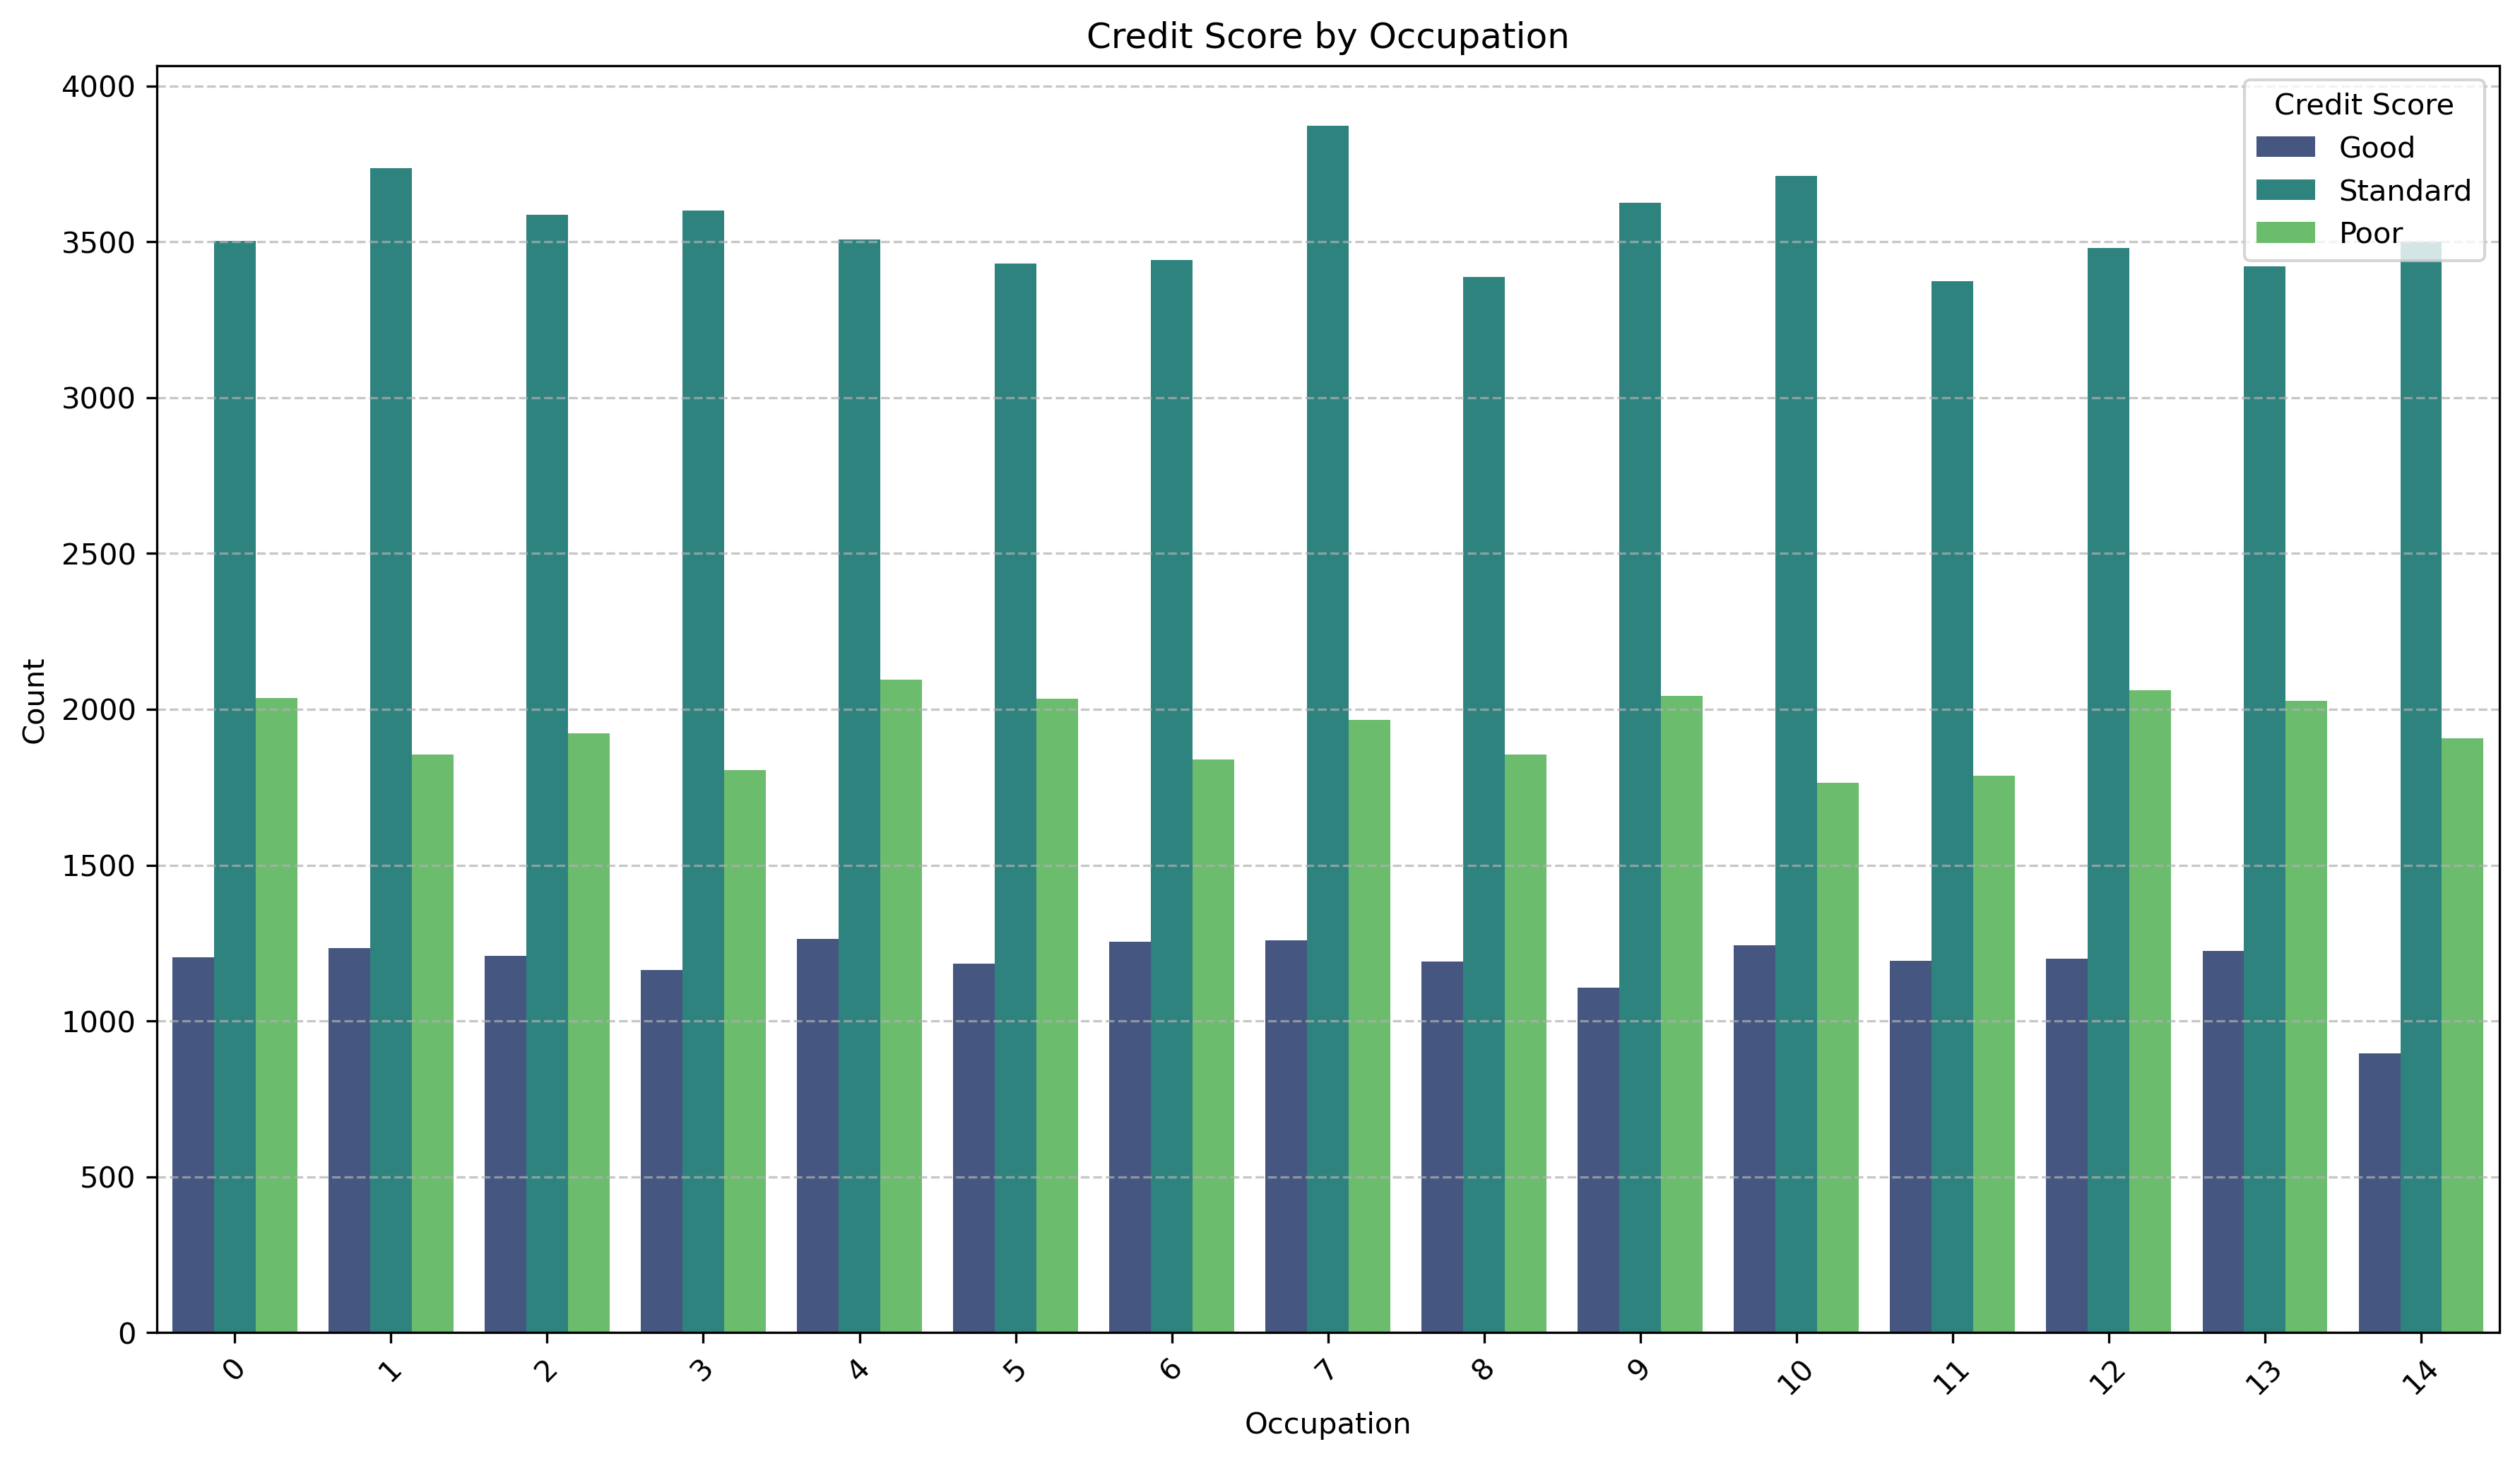 Credit Score by Occupation
4000
3500
3000
2500
2000
1500
1000
500
0
Count
Credit Score
Good
Standard
Poor
0 1 2 3 4 5 6 7 8 9 10 11 12 13 14
Occupation